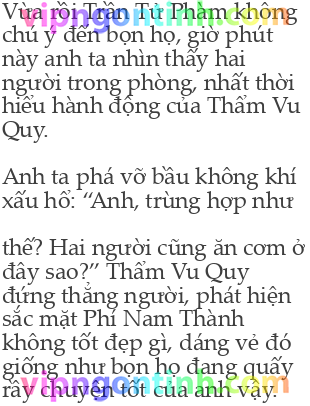 Vừa rồi Trần Tư Phàm không
chú ý đến bọn họ, giờ phút
này anh ta nhìn thấy hai
người trong phòng, nhất thời
hiểu hành động của Thẩm Vu
Quy.
Anh ta phá vỡ bầu không khí
xấu hổ: “Anh, trùng hợp như
thế? Hai người cũng ăn cơm ở
đây sao?” Thẩm Vu Quy
đứng thẳng người, phát hiện
sắc mặt Phí Nam Thành
không tốt đẹp gì, dáng vẻ đó
giống như bọn họ đang quấy
rầy chuyện tốt của anh vậy.
vipngontinh.com
vipngontinh.com